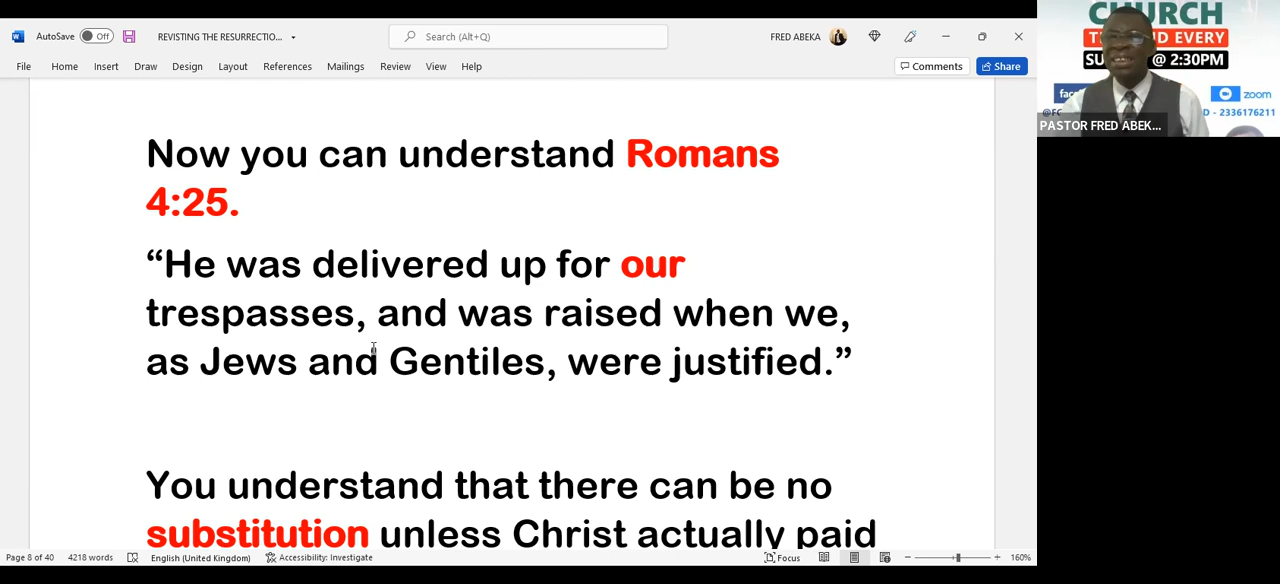 AutoSave Off REVISTING THE RESURRECTIO... Search (Alt+Q) FRED ABEKA
File Home Insert Draw Design Layout References Mailings Review View Help Comments Share
Now you can understand Romans
4:25.
“He was delivered up for our
trespasses, and was raised when we,
as Jews and Gentiles, were justified.”
You understand that there can be no
substitution unless Christ actually paid
Page 8 of 40 4218 words English (United Kingdom) Accessibility: Investigate Focus 160%
CHURCH
EVERY
@ 2:30PM
zoom
D - 2336176211
PASTOR FRED ABEK...